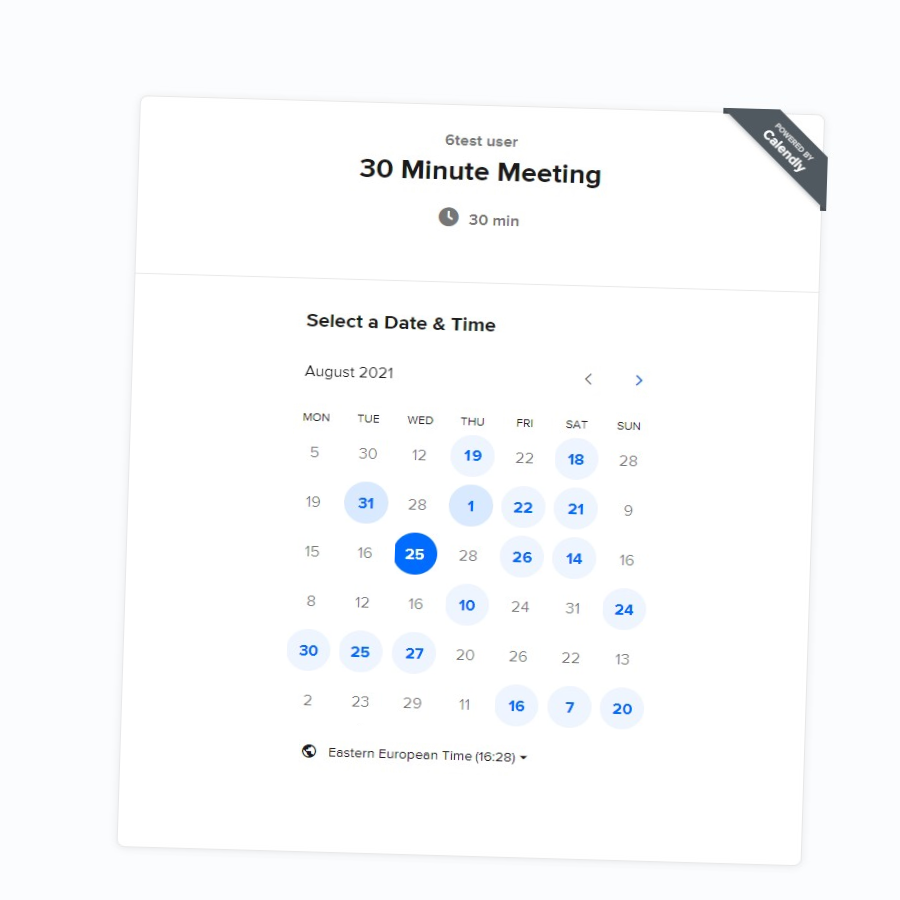 POWERED BY
Calendly
6test user
30 Minute Meeting
30 min
Select a Date & Time
August 2021
MON TUE WED THU FRI SAT SUN
5 30 12 19 22 18 28
19 31 28 1 22 21 9
15 16 25 28 26 14 16
8 12 16 10 24 31 24
30 25 27 20 26 22 13
2 23 29 11 16 7 20
Eastern European Time (16:28)